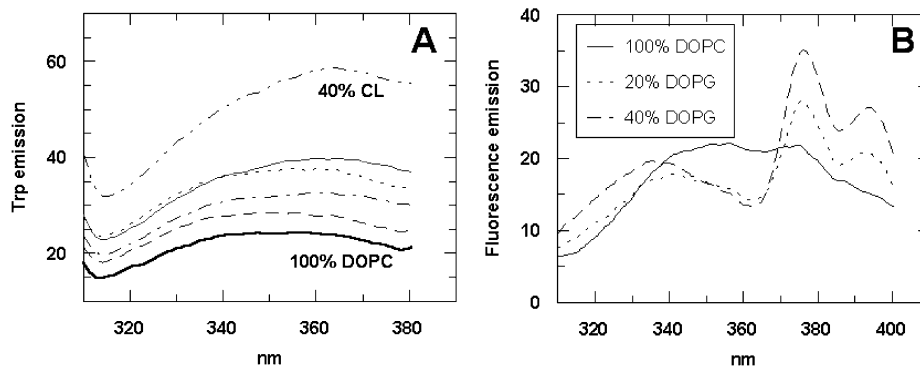 A
60
40% CL
40
20
100% DOPC
320
340
360
380
nm
Trp emission
B
100% DOPC
20% DOPG
40% DOPG
40
30
20
10
0
320
340
360
380
400
nm
Fluorescence emission